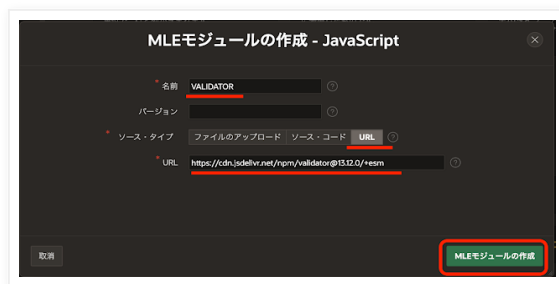 MLEモジュールの作成 - JavaScript
* 名前 VALIDATOR
バージョン
* ソース・タイプ ファイルのアップロード ソース・コード URL
* URL https://cdn.jsdelivr.net/npm/validator@13.12.0/+esm
取消 MLEモジュールの作成